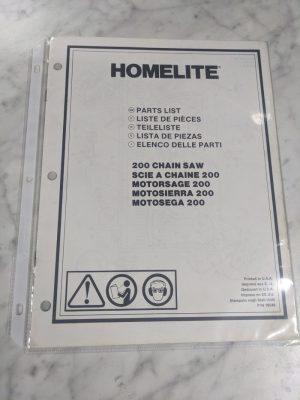 HOMELITE
PARTS LIST
LISTE DE PIÈCES
TEILELISTE
LISTA DE PIEZAS
ELENCO DELLE PARTI
200 CHAIN SAW
SCIE A CHAINE 200
MOTORSAGE 200
MOTOSIERRA 200
MOTOSEGA 200
Printed in U.S.A.